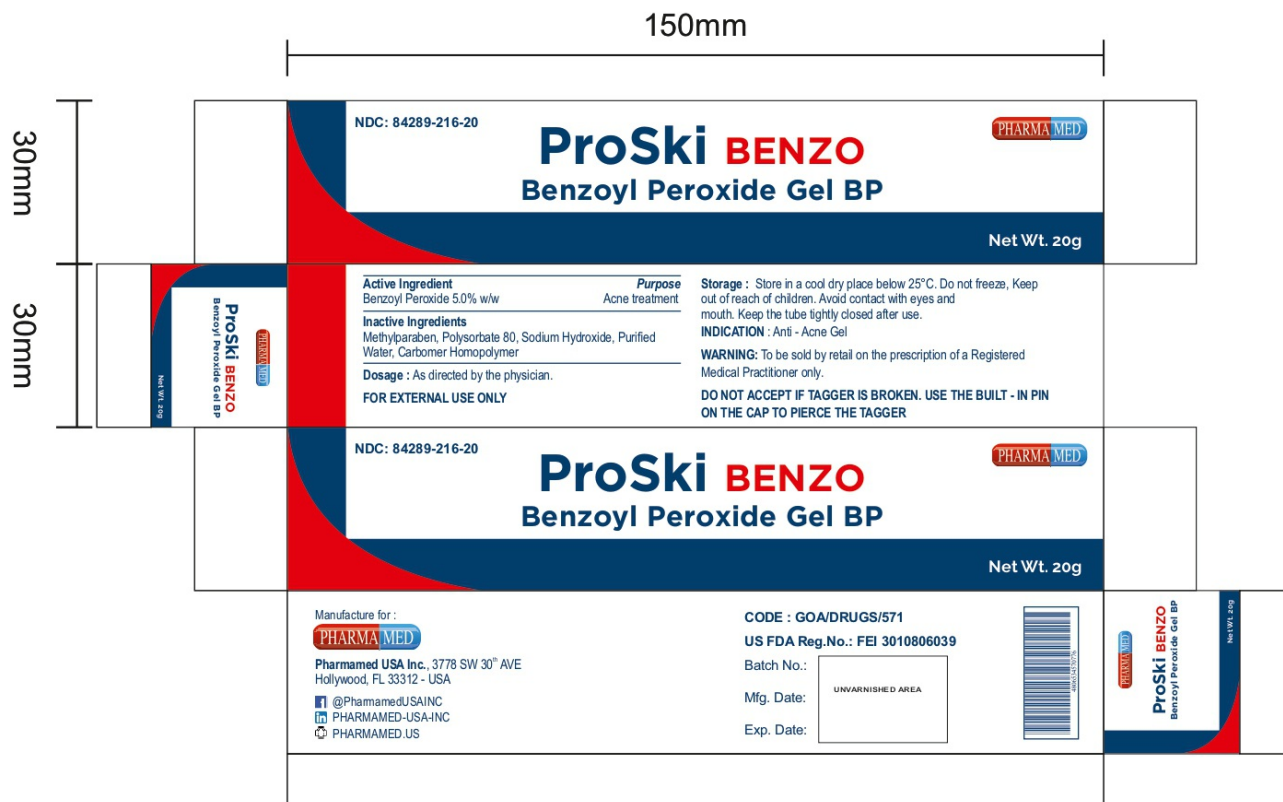 150mm
30mm
NDC: 84289-216-20
PHARMA MED
ProSki BENZO
Benzoyl Peroxide Gel BP
Net Wt. 20g
30mm
ProSki BENZO
Benzoyl Peroxide Gel BP
PHARMA MED
Net Wt. 20g
Active Ingredient Purpose
Benzoyl Peroxide 5.0% w/w Acne treatment
Inactive Ingredients
Methylparaben, Polysorbate 80, Sodium Hydroxide, Purified
Water, Carbomer Homopolymer
Dosage : As directed by the physician.
FOR EXTERNAL USE ONLY
Storage : Store in a cool dry place below 25°C. Do not freeze, Keep
out of reach of children. Avoid contact with eyes and
mouth. Keep the tube tightly closed after use.
INDICATION : Anti - Acne Gel
WARNING: To be sold by retail on the prescription of a Registered
Medical Practitioner only.
DO NOT ACCEPT IF TAGGER IS BROKEN. USE THE BUILT - IN PIN
ON THE CAP TO PIERCE THE TAGGER
NDC: 84289-216-20
PHARMA MED
ProSki BENZO
Benzoyl Peroxide Gel BP
Net Wt. 20g
Manufacture for :
PHARMA MED
Pharmamed USA Inc., 3778 SW 30th AVE
Hollywood, FL 33312 - USA
@PharmamedUSAINC
PHARMAMED-USA-INC
PHARMAMED.US
CODE : GOA/DRUGS/571
US FDA Reg.No.: FEI 3010806039
Batch No.:
Mfg. Date:
Exp. Date:
UNVARNISHED AREA
PHARMA MED
ProSki BENZO
Benzoyl Peroxide Gel BP
Net Wt. 20g